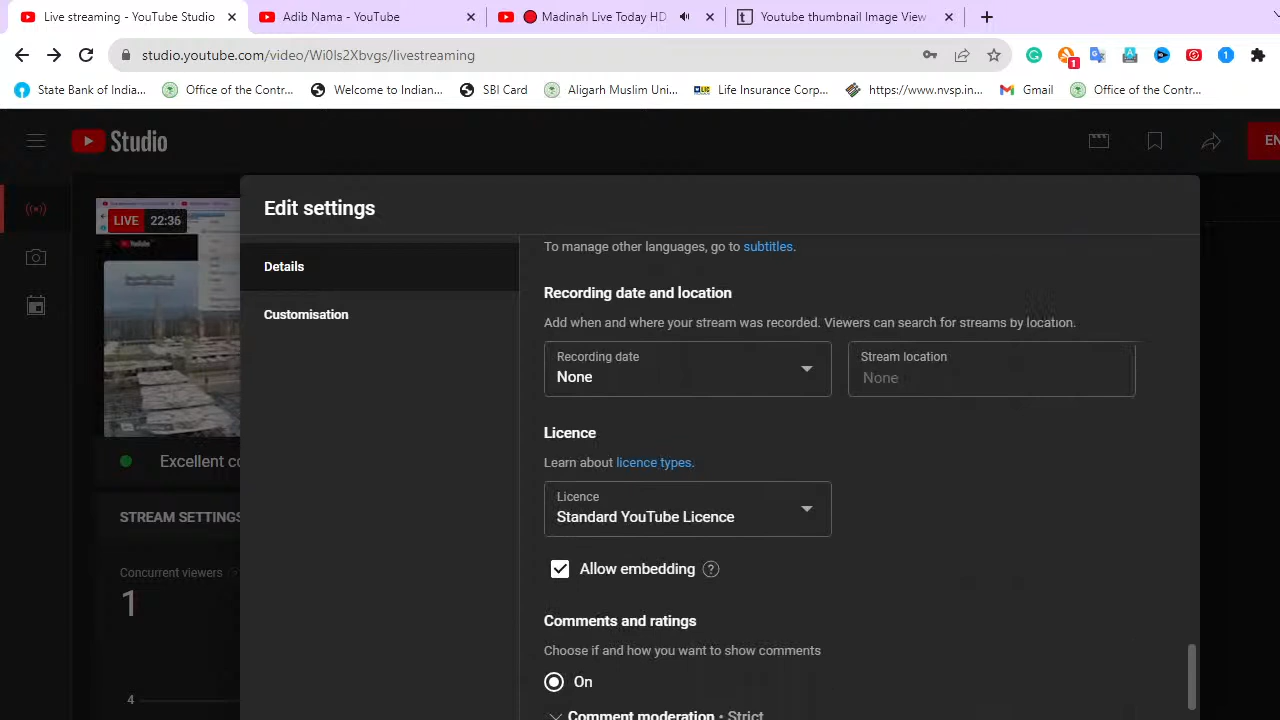 Live streaming - YouTube Studio
Adib Nama - YouTube
Madinah Live Today HD
Youtube thumbnail Image View
studio.youtube.com/video/Wi0ls2Xbvgs/livestreaming
1
1
State Bank of India...
Office of the Contr...
Welcome to Indian...
SBI Card
Aligarh Muslim Uni...
Life Insurance Corp...
https://www.nvsp.in...
Gmail
Office of the Contr...
Studio
EN
LIVE 22:36
Edit settings
Details
Customisation
To manage other languages, go to subtitles.
Recording date and location
Add when and where your stream was recorded. Viewers can search for streams by location.
Recording date
None
Stream location
None
Licence
Learn about licence types.
Licence
Standard YouTube Licence
Allow embedding
Comments and ratings
Choose if and how you want to show comments
On
Comment moderation • Strict
Excellent co
STREAM SETTINGS
Concurrent viewers
1
4